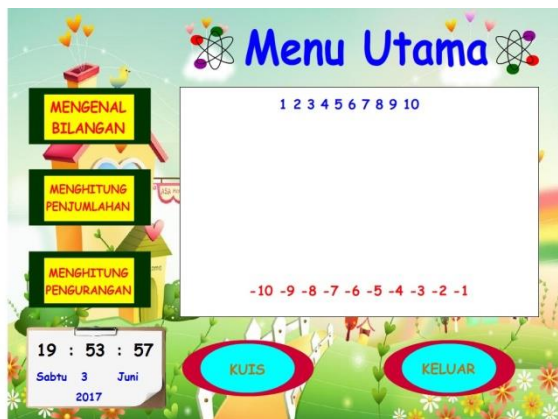 Menu Utama
MENGENAL
BILANGAN
1 2 3 4 5 6 7 8 9 10
MENGHITUNG
PENJUMLAHAN
MENGHITUNG
PENGURANGAN
-10 -9 -8 -7 -6 -5 -4 -3 -2 -1
19 : 53 : 57
Sabtu 3 Juni
2017
KUIS
KELUAR